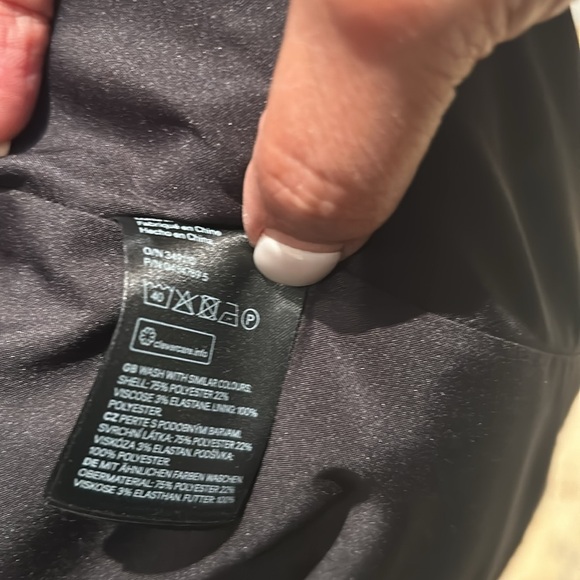 Fabriqué en Chine
Hecho en China
O/N
P/N
40
P
clevercare.info
GB WASH WITH SIMILAR COLOURS.
SHELL: 75% POLYESTER 22%
VISCOSE 3% ELASTANE. LINING: 100%
POLYESTER.
CZ PERTE S PODOBNÝMI BARVAMI.
SVRCHNÍ LÁTKA: 75% POLYESTER 22%
VISKÓZA 3% ELASTAN. PODŠÍVKA:
100% POLYESTER.
DE MIT ÄHNLICHEN FARBEN WASCHEN
OBERMATERIAL: 75% POLYESTER 22%
VISKOSE 3% ELASTHAN. FUTTER: 100%